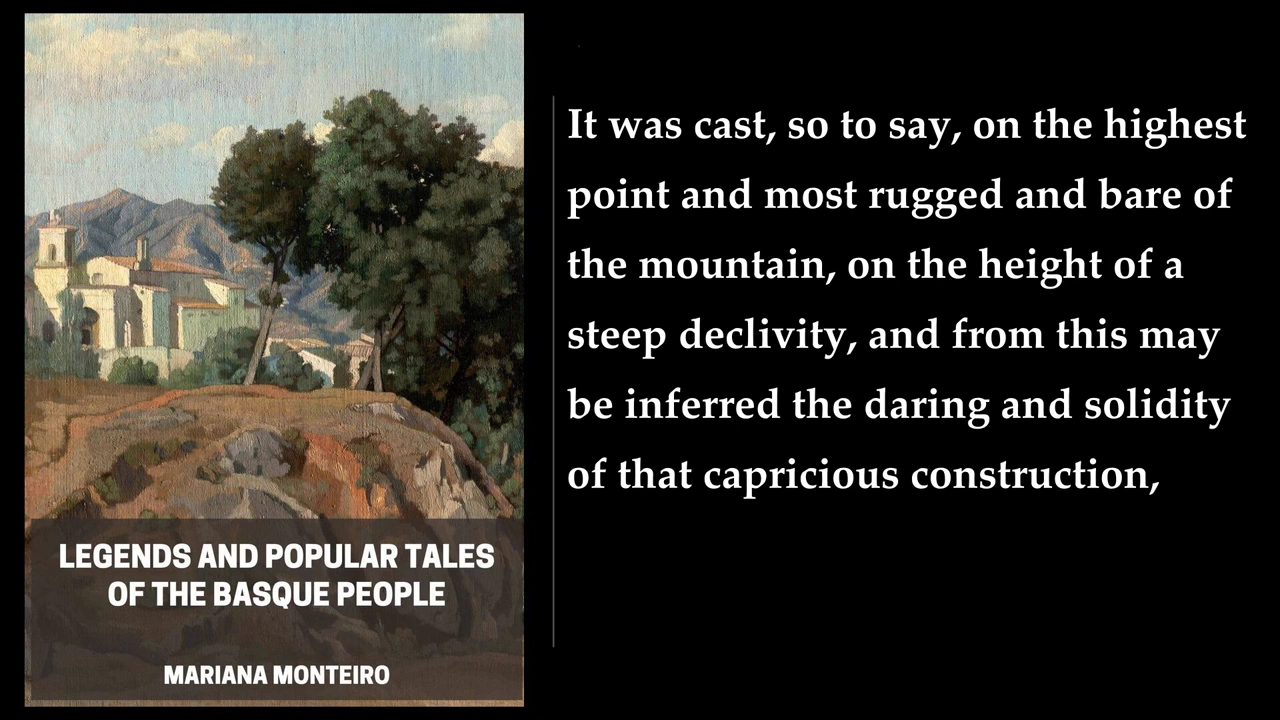 It was cast, so to say, on the highest
point and most rugged and bare of
the mountain, on the height of a
steep declivity, and from this may
be inferred the daring and solidity
of that capricious construction,
LEGENDS AND POPULAR TALES
OF THE BASQUE PEOPLE
MARIANA MONTEIRO